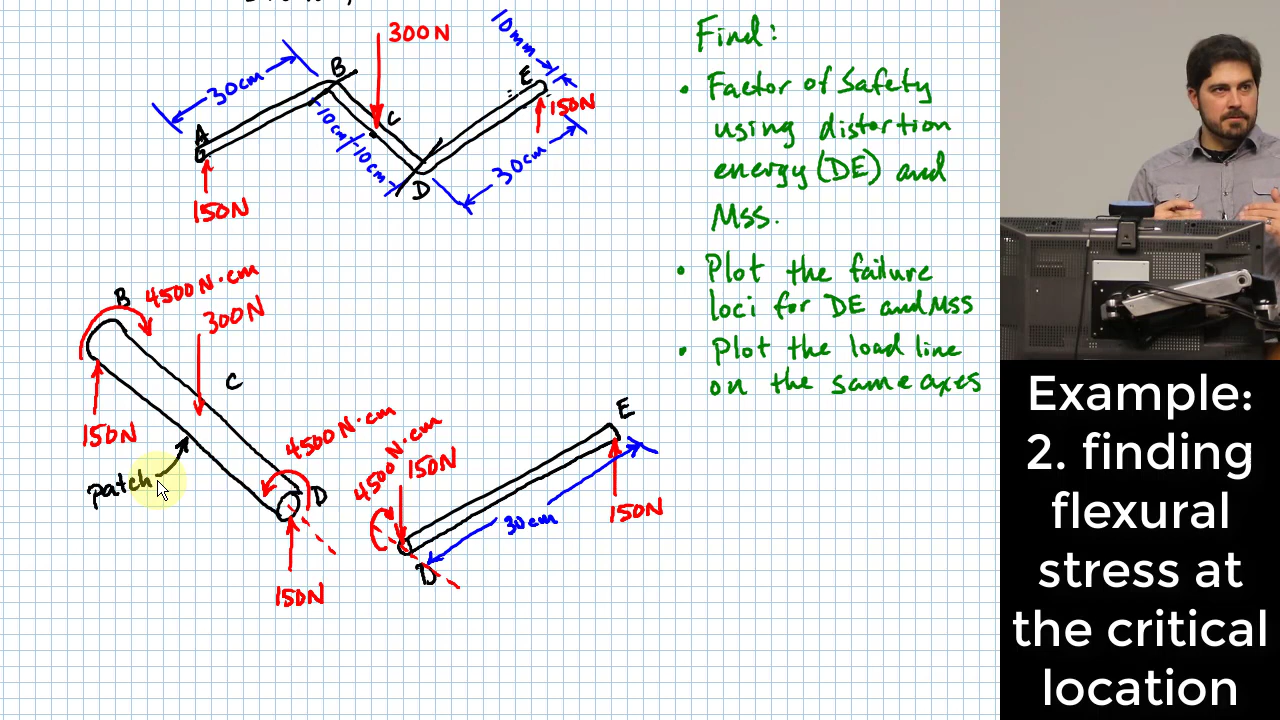 300N
10mm
30cm
B
A
C
E
150N
10cm
10cm
30cm
D
150N
Find:
• Factor of Safety
using distortion
energy (DE) and
MSS.
• Plot the failure
loci for DE and MSS
• Plot the load line
on the same axes
B
4500 N·cm
300N
C
150N
patch
4500 N·cm
D
150N
4500 N·cm
150N
E
30cm
150N
D
Example:
2. finding
flexural
stress at
the critical
location